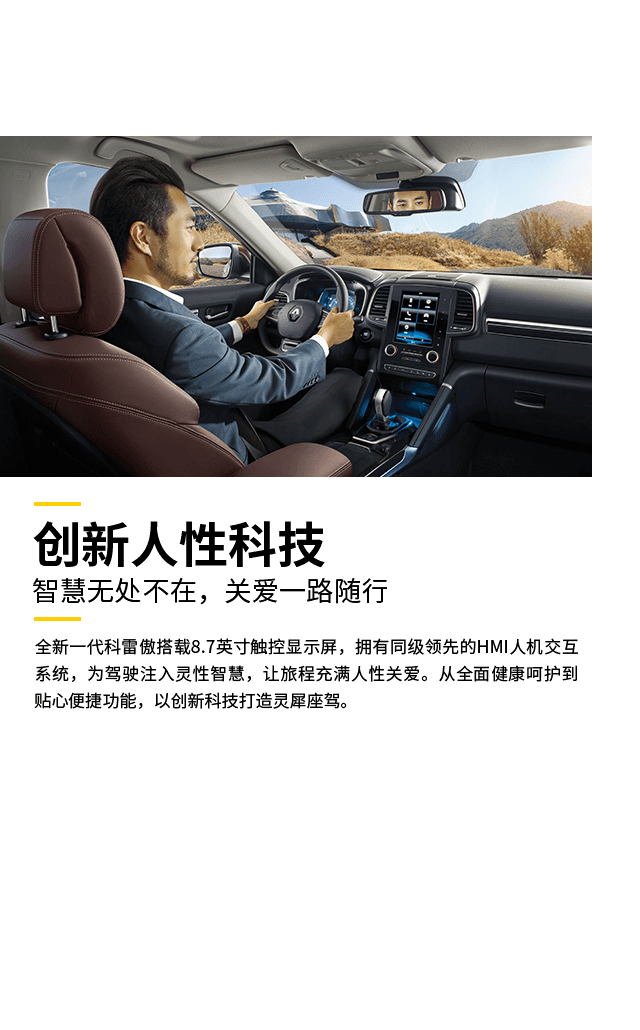 创新人性科技
智慧无处不在，关爱一路随行
全新一代科雷傲搭载8.7英寸触控显示屏，拥有同级领先的HMI人机交互
系统，为驾驶注入灵性智慧，让旅程充满人性关爱。从全面健康呵护到
贴心便捷功能，以创新科技打造灵犀座驾。